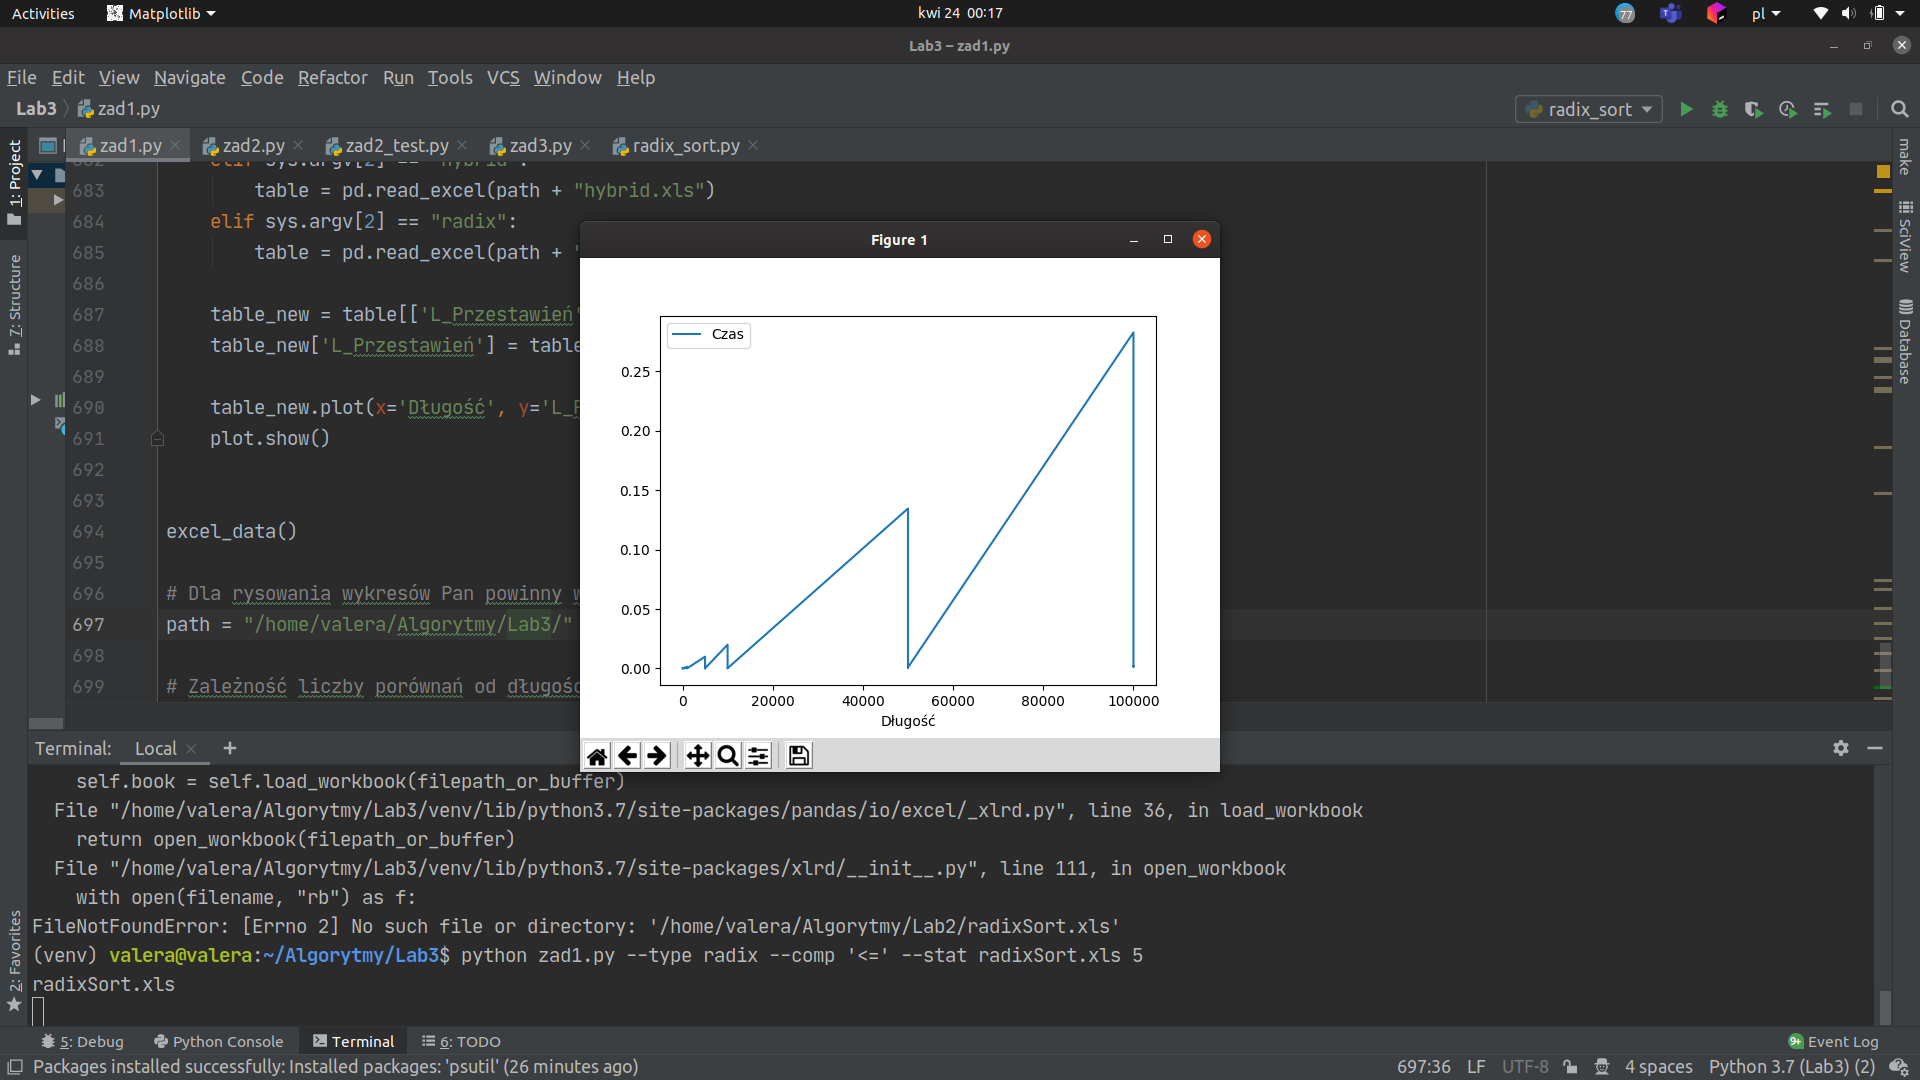 Activities Matplotlib kwi 24 00:17 77 pl
Lab3 – zad1.py
File Edit View Navigate Code Refactor Run Tools VCS Window Help
Lab3 zad1.py radix_sort
zad1.py zad2.py zad2_test.py zad3.py radix_sort.py
683 table = pd.read_excel(path + "hybrid.xls")
684 elif sys.argv[2] == "radix":
685 table = pd.read_excel(path +
686
687 table_new = table[['L_Przestawień'
688 table_new['L_Przestawień'] = table
689
690 table_new.plot(x='Długość', y='L_
691 plot.show()
692
693
694 excel_data()
695
696 # Dla rysowania wykresów Pan powinny
697 path = "/home/valera/Algorytmy/Lab3/"
698
699 # Zależność liczby porównań od długoś
1: Project
7: Structure
2: Favorites
make
SciView
Database
Figure 1
Czas
0.25
0.20
0.15
0.10
0.05
0.00
0 20000 40000 60000 80000 100000
Długość
Terminal: Local +
self.book = self.load_workbook(filepath_or_buffer)
File "/home/valera/Algorytmy/Lab3/venv/lib/python3.7/site-packages/pandas/io/excel/_xlrd.py", line 36, in load_workbook
return open_workbook(filepath_or_buffer)
File "/home/valera/Algorytmy/Lab3/venv/lib/python3.7/site-packages/xlrd/__init__.py", line 111, in open_workbook
with open(filename, "rb") as f:
FileNotFoundError: [Errno 2] No such file or directory: '/home/valera/Algorytmy/Lab2/radixSort.xls'
(venv) valera@valera:~/Algorytmy/Lab3$ python zad1.py --type radix --comp '<=' --stat radixSort.xls 5
radixSort.xls
5: Debug Python Console Terminal 6: TODO 9+ Event Log
Packages installed successfully: Installed packages: 'psutil' (26 minutes ago) 697:36 LF UTF-8 4 spaces Python 3.7 (Lab3) (2)